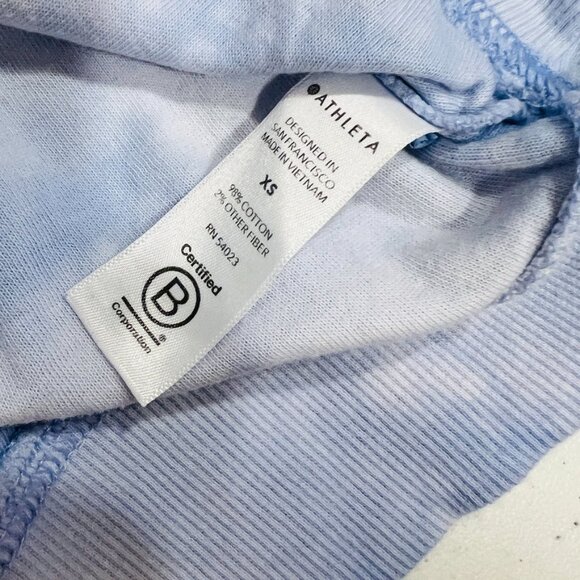 ATHLETA
DESIGNED IN
SAN FRANCISCO
MADE IN VIETNAM
XS
98% COTTON
2% OTHER FIBER
RN 54023
Certified
B
®
Corporation